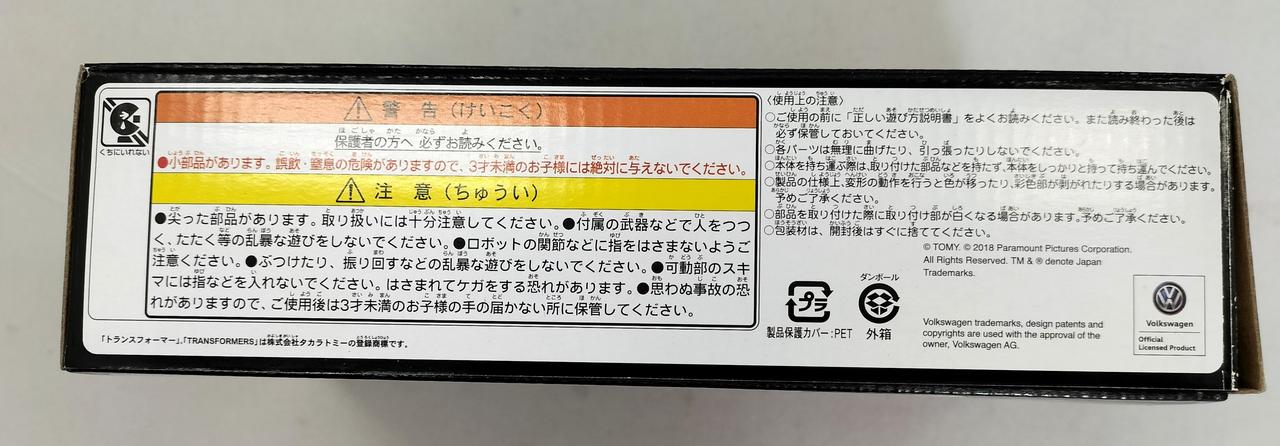 くちにいれない
警告（けいこく）
保護者の方へ 必ずお読みください。
●小部品があります。誤飲・窒息の危険がありますので、3才未満のお子様には絶対に与えないでください。
注意（ちゅうい）
●尖った部品があります。取り扱いには十分注意してください。●付属の武器などで人をつつ
く、たたく等の乱暴な遊びをしないでください。●ロボットの関節などに指をはさまないようご
注意ください。●ぶつけたり、振り回すなどの乱暴な遊びをしないでください。●可動部のスキ
マには指などを入れないでください。はさまれてケガをする恐れがあります。●思わぬ事故の恐
れがありますので、ご使用後は3才未満のお子様の手の届かない所に保管してください。
「トランスフォーマー」、「TRANSFORMERS」は株式会社タカラトミーの登録商標です。
〈使用上の注意〉
○ご使用の前に「正しい遊び方説明書」をよくお読みください。また読み終わった後は
必ず保管しておいてください。
○各パーツは無理に曲げたり、引っ張ったりしないでください。
○本体を持ち運ぶ際は、取り付けた部品などを持たず、本体をしっかりと持って持ち運んでください。
○製品の仕様上、変形の動作を行うと色が移ったり、彩色部が剥がれたりする場合があります。
予めご了承ください。
○部品を取り付けた際に取り付け部が白くなる場合があります。予めご了承ください。
○包装材は、開封後はすぐに捨ててください。
プラ
製品保護カバー:PET
ダンボール
外箱
© TOMY. © 2018 Paramount Pictures Corporation.
All Rights Reserved. TM & ® denote Japan
Trademarks.
Volkswagen trademarks, design patents and
copyrights are used with the approval of the
owner, Volkswagen AG.
Volkswagen
Official
Licensed Product